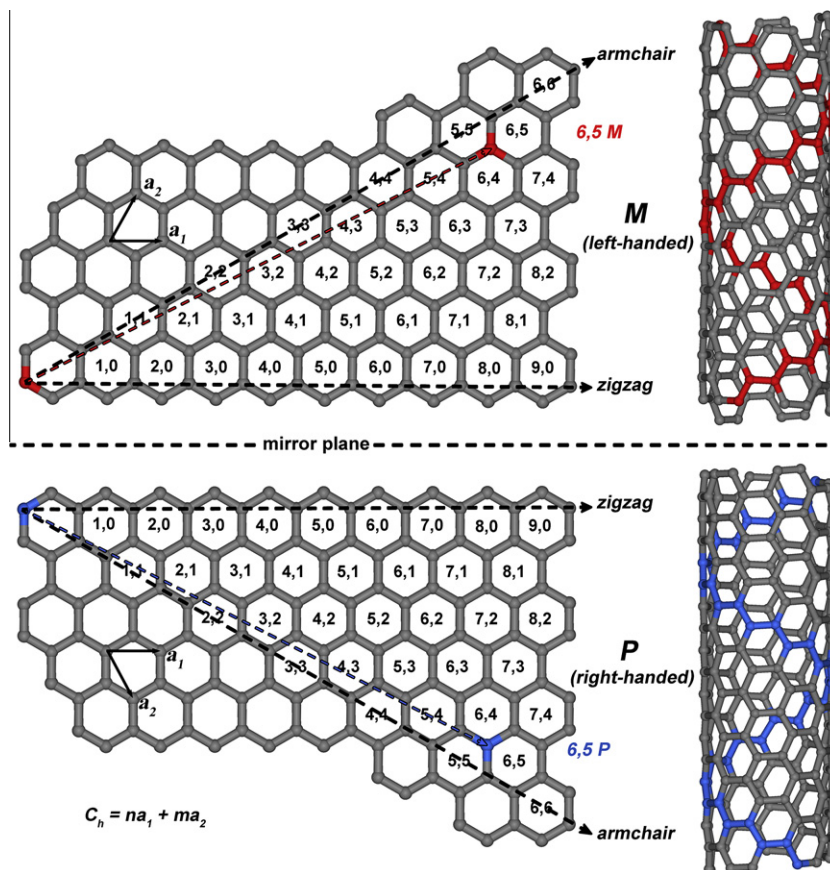 armchair
6,6
5,5 6,5
6,5 M
4,4 5,4 6,4 7,4
a2
M
(left-handed)
3,3 4,3 5,3 6,3 7,3
a1
2,2 3,2 4,2 5,2 6,2 7,2 8,2
1,1 2,1 3,1 4,1 5,1 6,1 7,1 8,1
1,0 2,0 3,0 4,0 5,0 6,0 7,0 8,0 9,0
zigzag
mirror plane
zigzag
1,0 2,0 3,0 4,0 5,0 6,0 7,0 8,0 9,0
1,1 2,1 3,1 4,1 5,1 6,1 7,1 8,1
2,2 3,2 4,2 5,2 6,2 7,2 8,2
a1
3,3 4,3 5,3 6,3 7,3
P
(right-handed)
a2
4,4 5,4 6,4 7,4
6,5 P
5,5 6,5
6,6
Ch = na1 + ma2
armchair